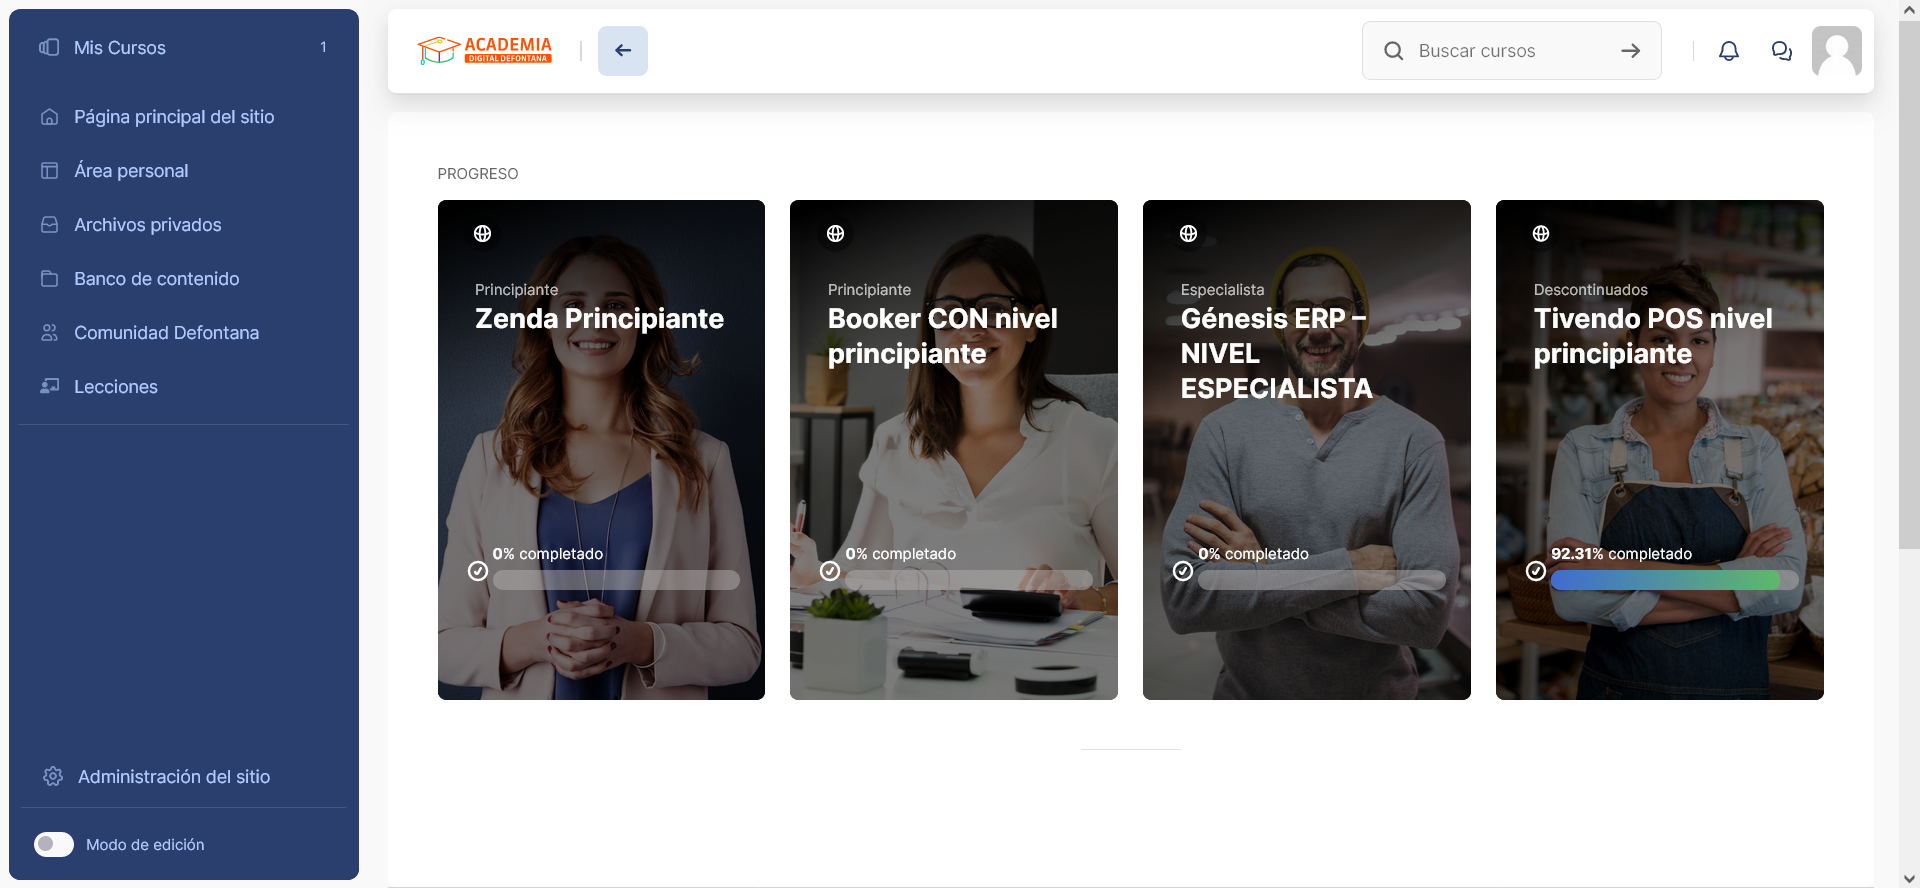 Mis Cursos 1
Página principal del sitio
Área personal
Archivos privados
Banco de contenido
Comunidad Defontana
Lecciones
Administración del sitio
Modo de edición
ACADEMIA
DIGITAL DEFONTANA
Buscar cursos
PROGRESO
Principiante
Zenda Principiante
0% completado
Principiante
Booker CON nivel
principiante
0% completado
Especialista
Génesis ERP –
NIVEL
ESPECIALISTA
0% completado
Descontinuados
Tivendo POS nivel
principiante
92.31% completado